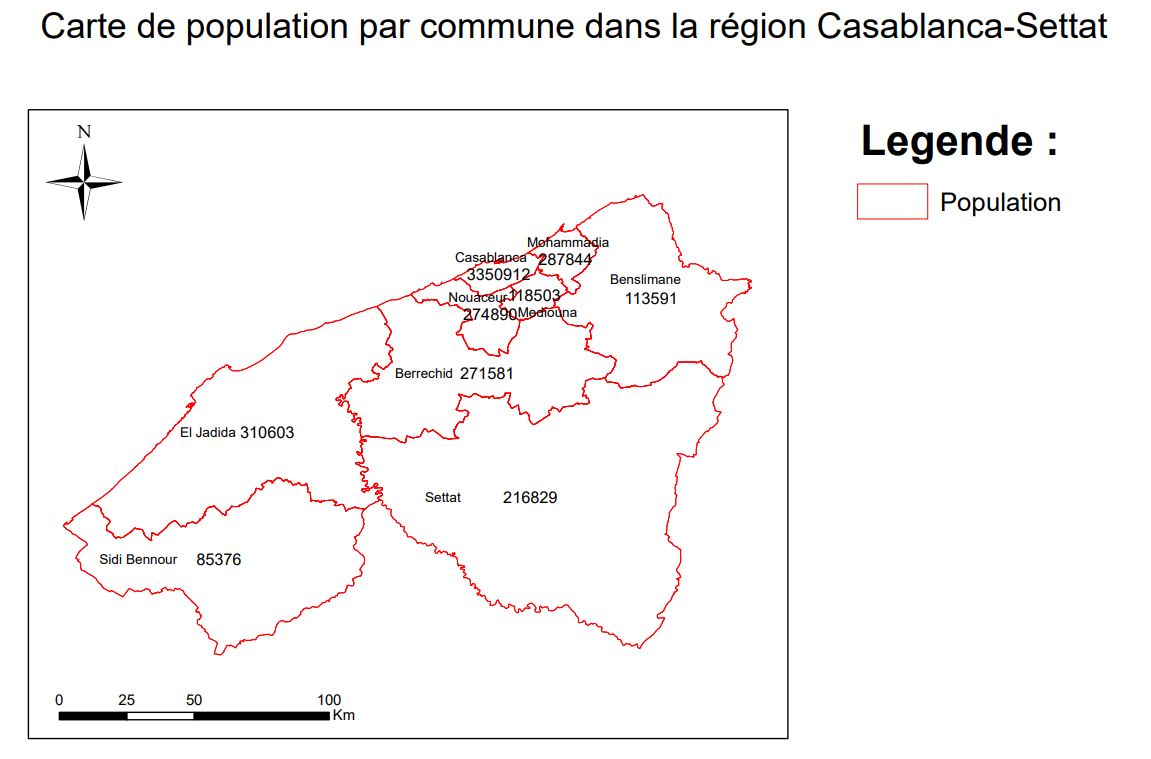 Carte de population par commune dans la région Casablanca-Settat
N
Legende :
Population
Mohammadia
287844
Casablanca
3350912
Benslimane
113591
Nouaceur
274890
118503
Mediouna
Berrechid 271581
El Jadida 310603
Settat 216829
Sidi Bennour 85376
0 25 50 100
Km